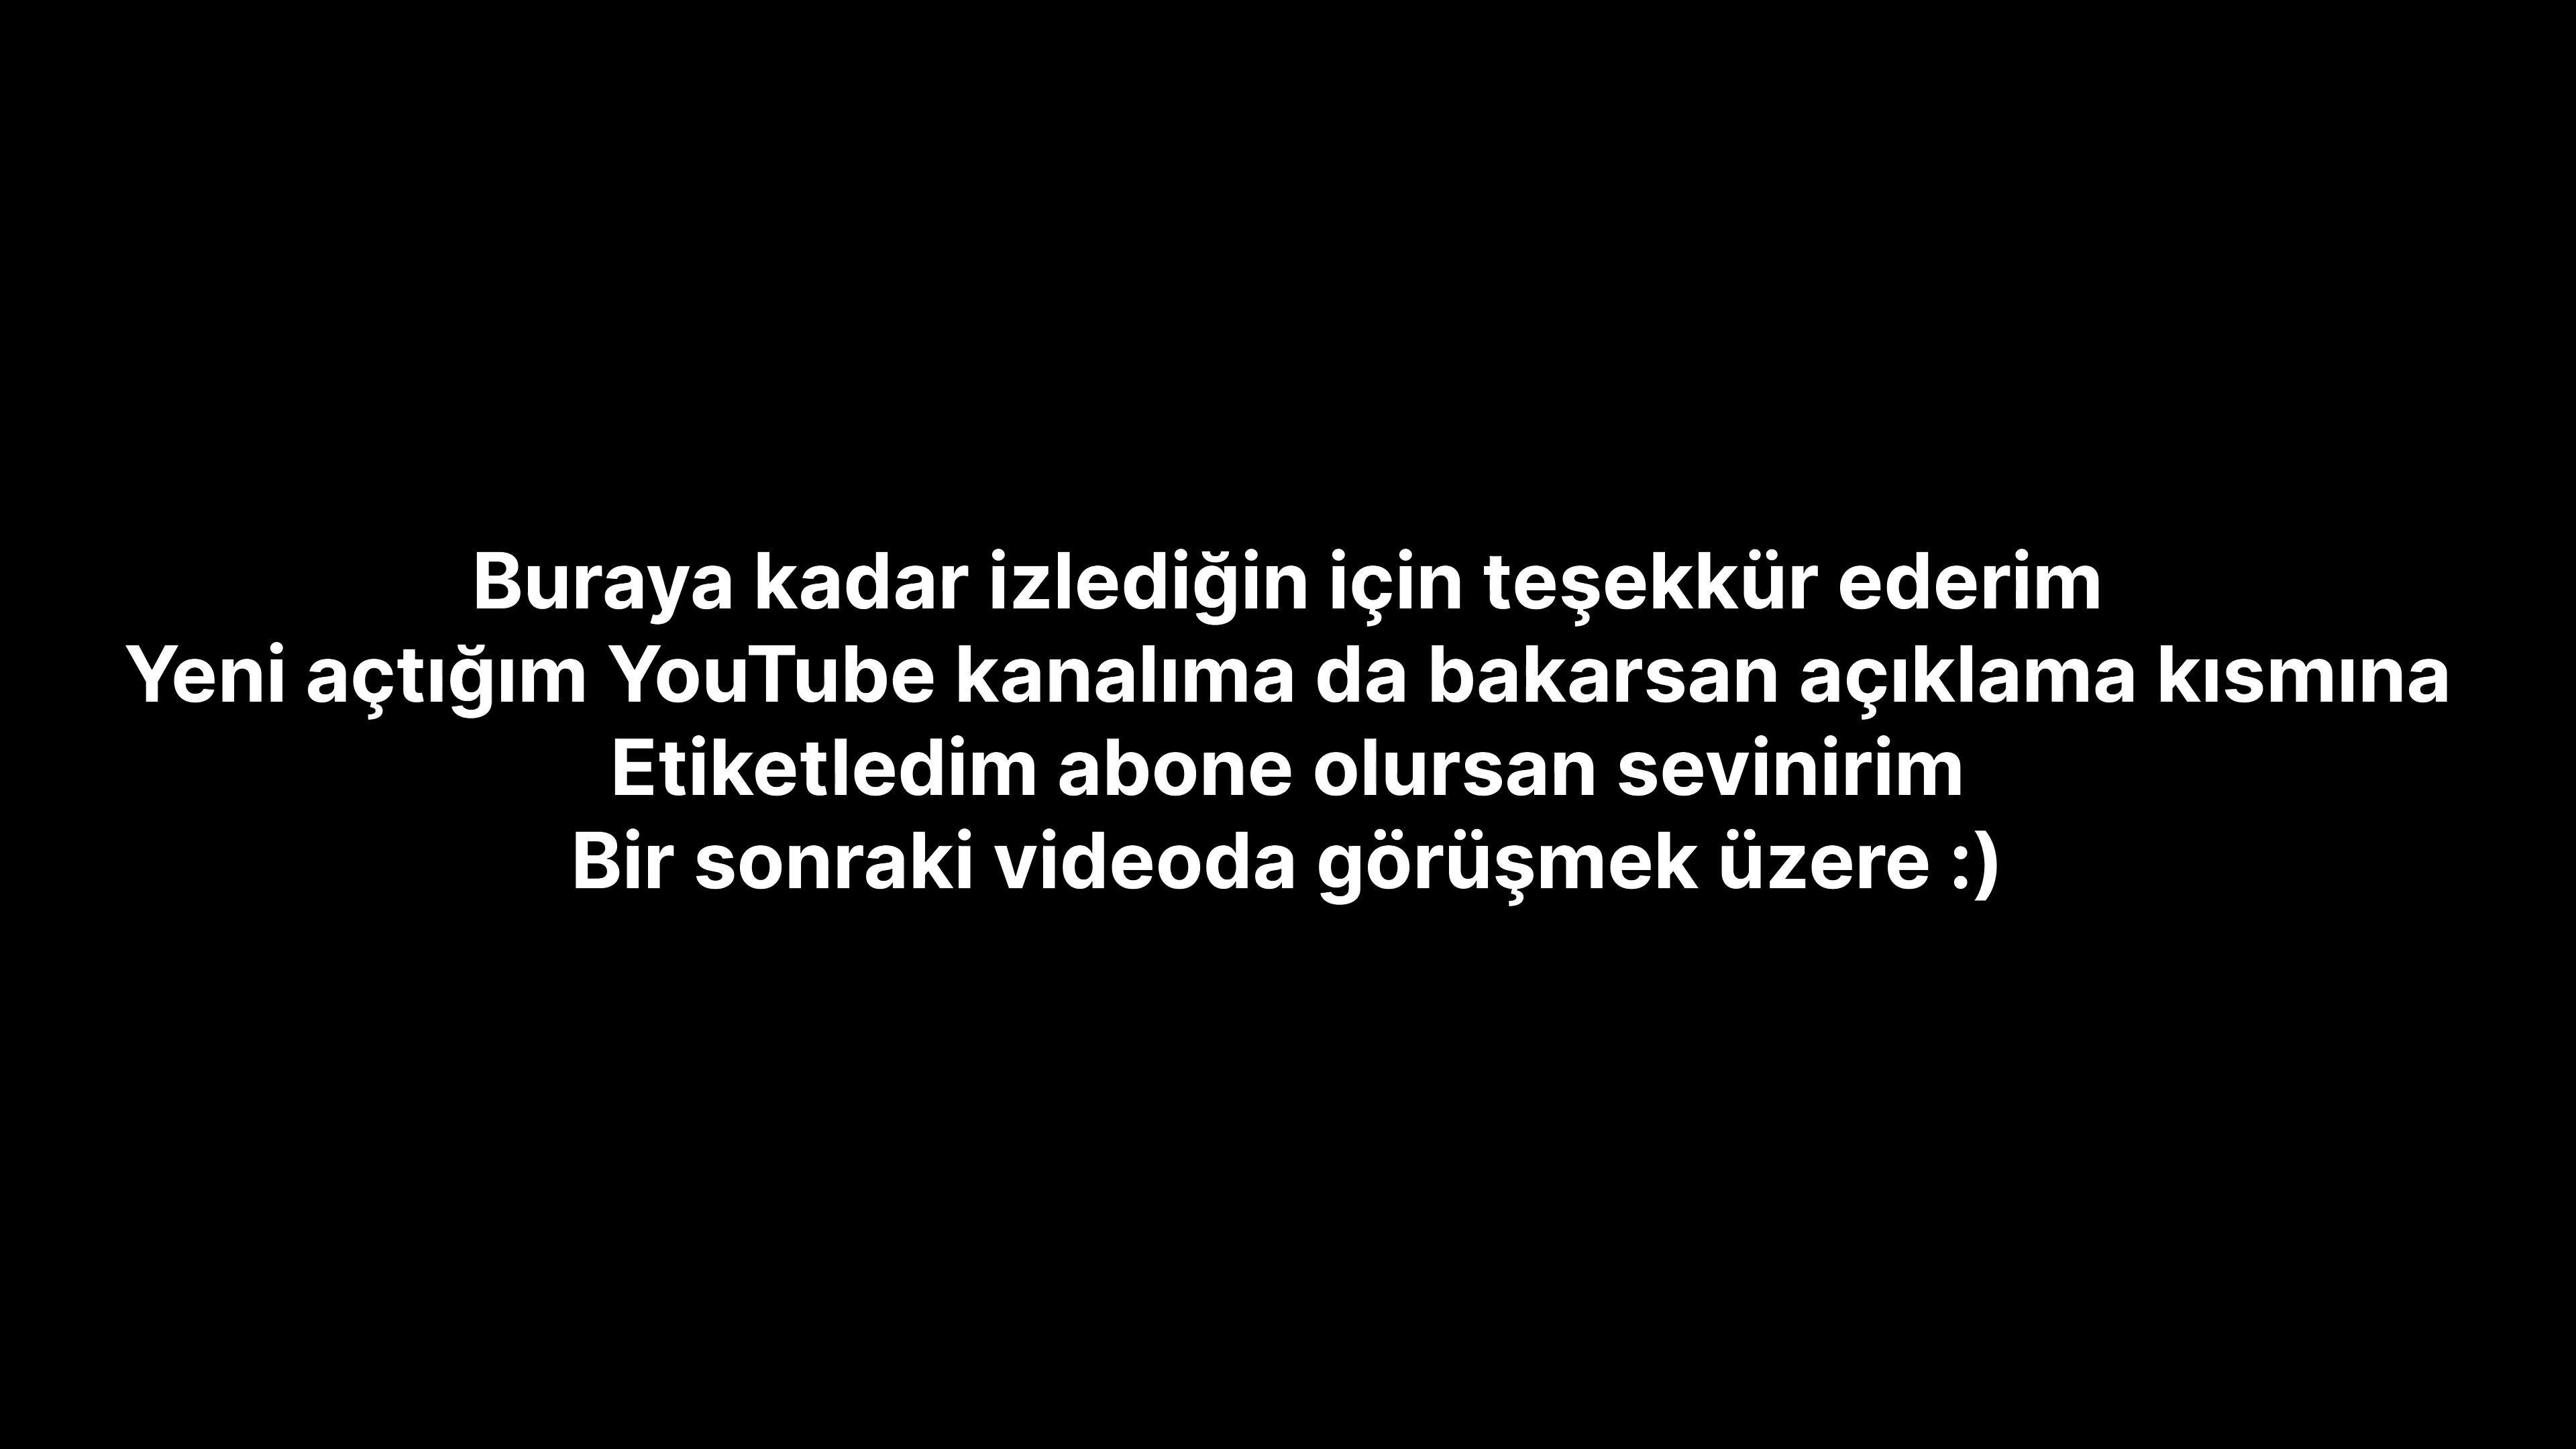 Buraya kadar izlediğin için teşekkür ederim
Yeni açtığım YouTube kanalıma da bakarsan açıklama kısmına
Etiketledim abone olursan sevinirim
Bir sonraki videoda görüşmek üzere :)